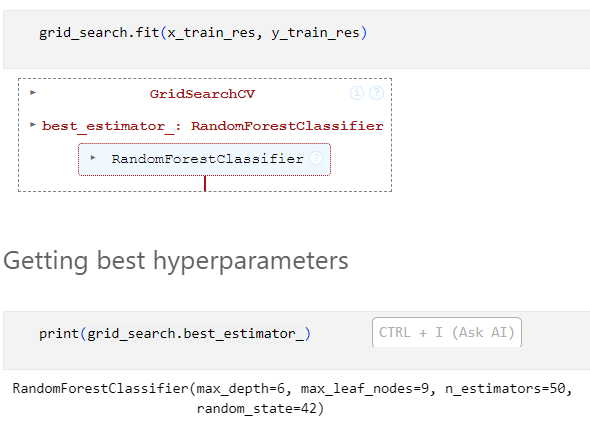 grid_search.fit(x_train_res, y_train_res)
GridSearchCV
i ?
best_estimator_: RandomForestClassifier
RandomForestClassifier ?
Getting best hyperparameters
print(grid_search.best_estimator_)
CTRL + I (Ask AI)
RandomForestClassifier(max_depth=6, max_leaf_nodes=9, n_estimators=50,
random_state=42)